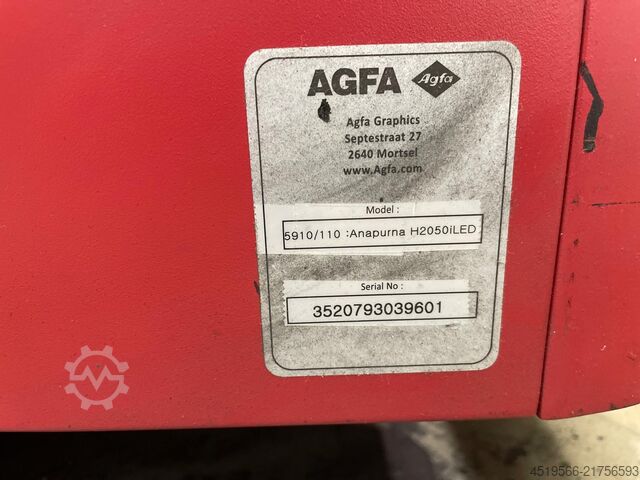 AGFA Agfa
Agfa Graphics
Septestraat 27
2640 Mortsel
www.Agfa.com
Model :
5910/110 :Anapurna H2050iLED
Serial No :
3520793039601
4519566-21756593